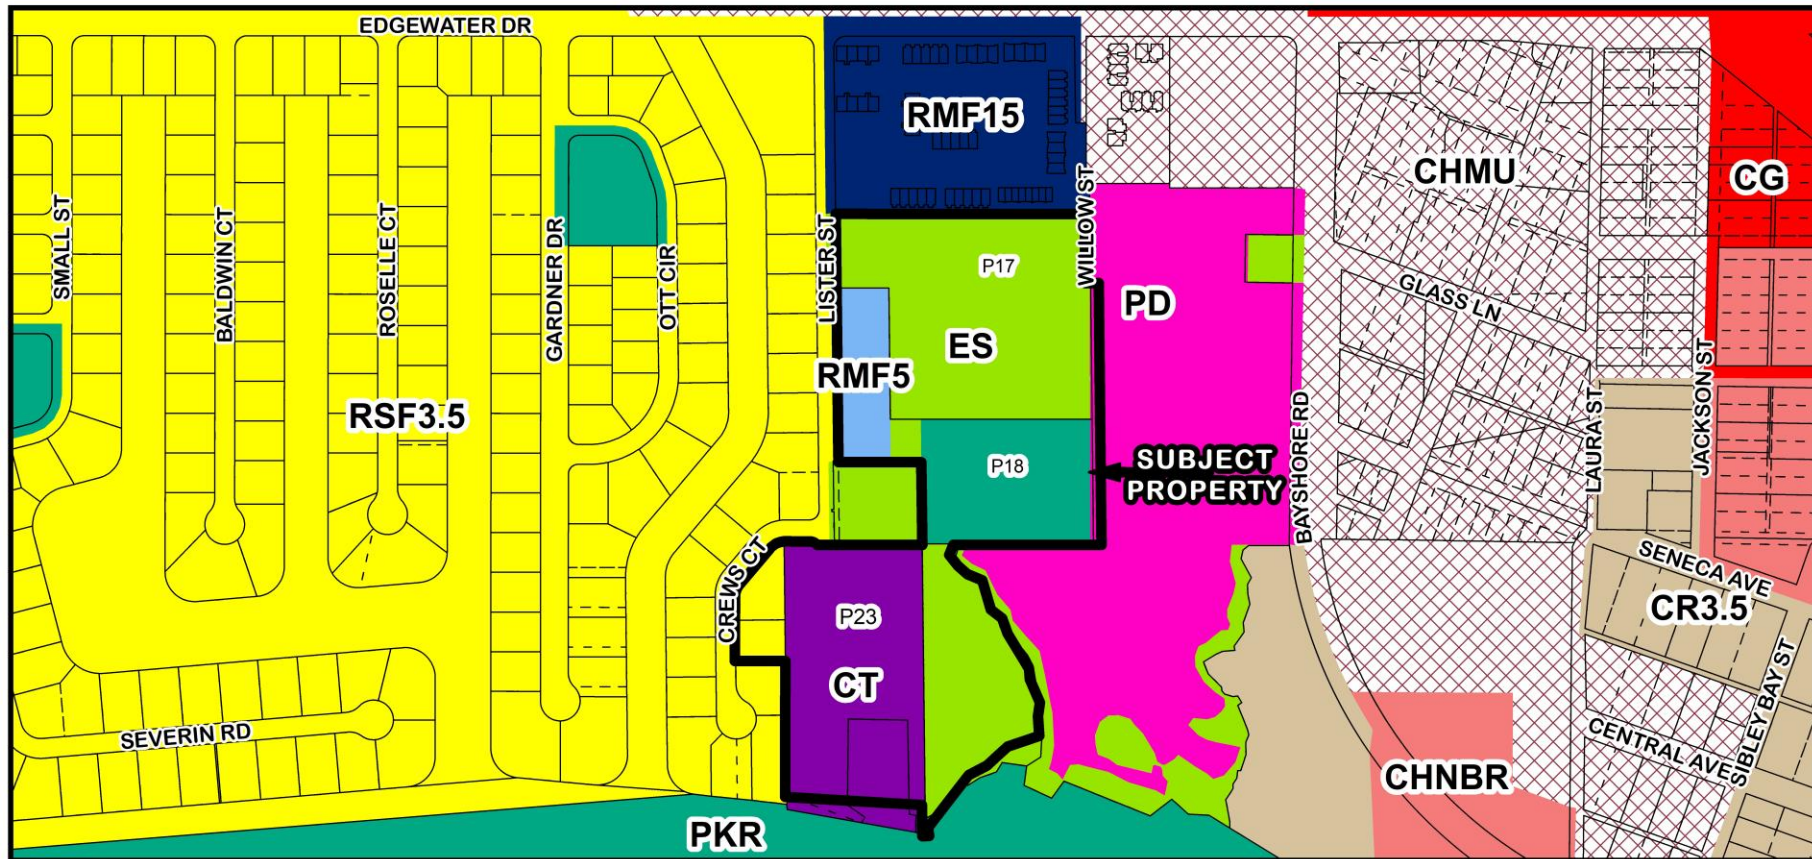 EDGEWATER DR
RMF15
CHMU
CG
SMALL ST
BALDWIN CT
ROSELLE CT
GARDNER DR
OTT CIR
LISTER ST
WILLOW ST
P17
PD
GLASS LN
ES
RMF5
RSF3.5
BAYSHORE RD
LAURA ST
JACKSON ST
P18
SUBJECT
PROPERTY
CREWS CT
SENECA AVE
CR3.5
P23
CT
SEVERIN RD
CENTRAL AVE
SIBLEY BAY ST
CHNBR
PKR